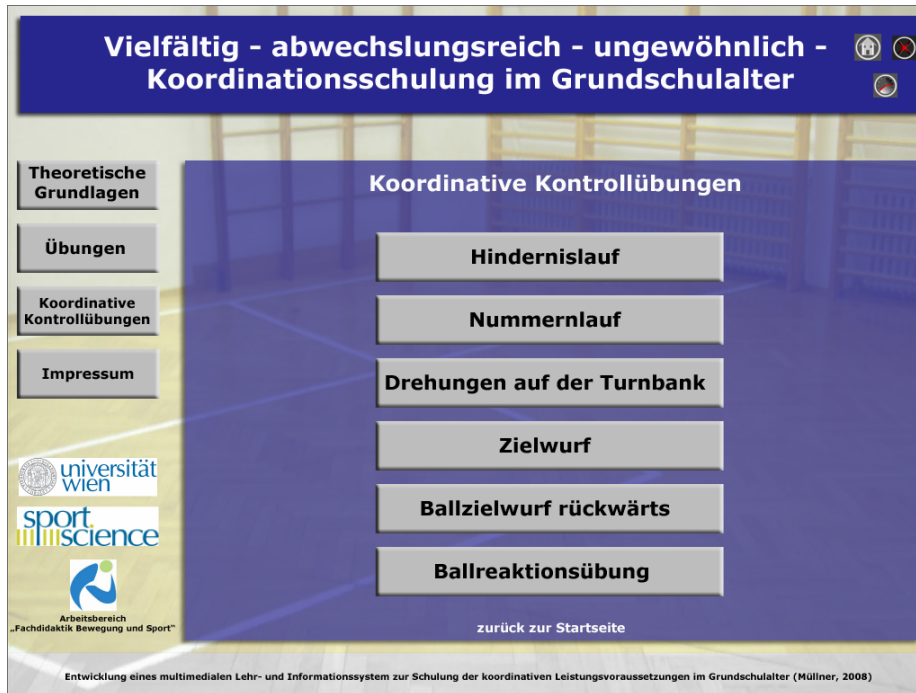 Vielfältig - abwechslungsreich - ungewöhnlich -
Koordinationsschulung im Grundschulalter
Theoretische
Grundlagen
Übungen
Koordinative
Kontrollübungen
Impressum
universität
wien
sport
science
Arbeitsbereich
„Fachdidaktik Bewegung und Sport“
Koordinative Kontrollübungen
Hindernislauf
Nummernlauf
Drehungen auf der Turnbank
Zielwurf
Ballzielwurf rückwärts
Ballreaktionsübung
zurück zur Startseite
Entwicklung eines multimedialen Lehr- und Informationssystem zur Schulung der koordinativen Leistungsvoraussetzungen im Grundschulalter (Müllner, 2008)